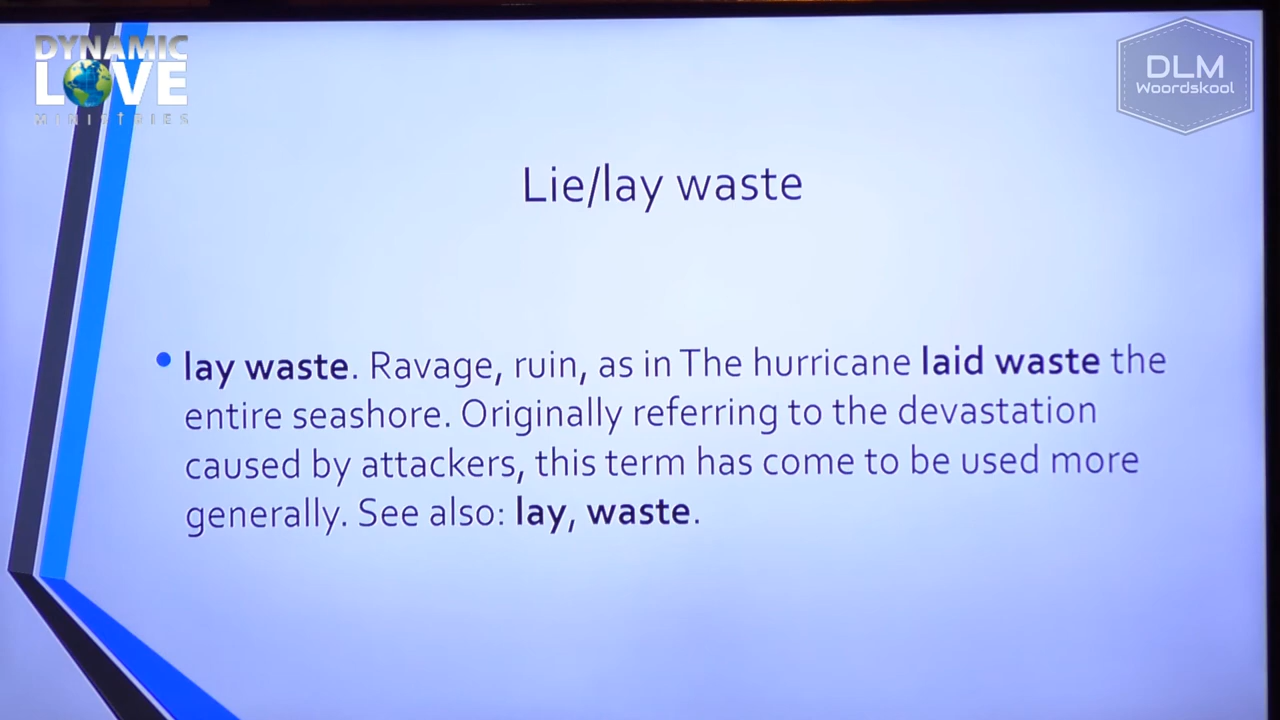 DYNAMIC
LOVE
MINISTRIES
DLM
Woordskool
Lie/lay waste
• lay waste. Ravage, ruin, as in The hurricane laid waste the
entire seashore. Originally referring to the devastation
caused by attackers, this term has come to be used more
generally. See also: lay, waste.